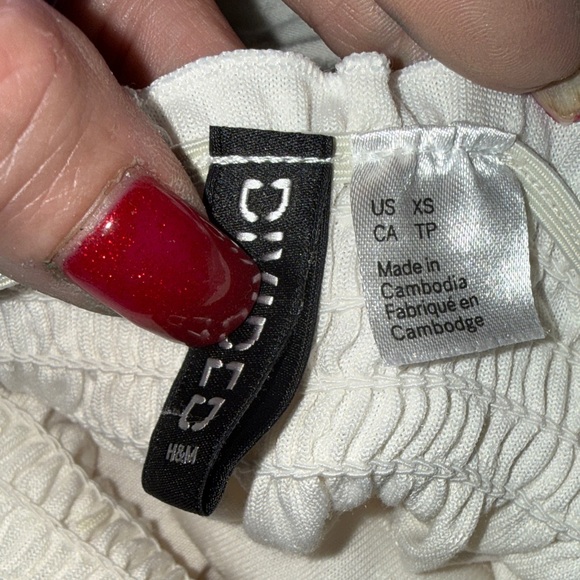 H&M
US XS
CA TP
Made in
Cambodia
Fabriqué en
Cambodge